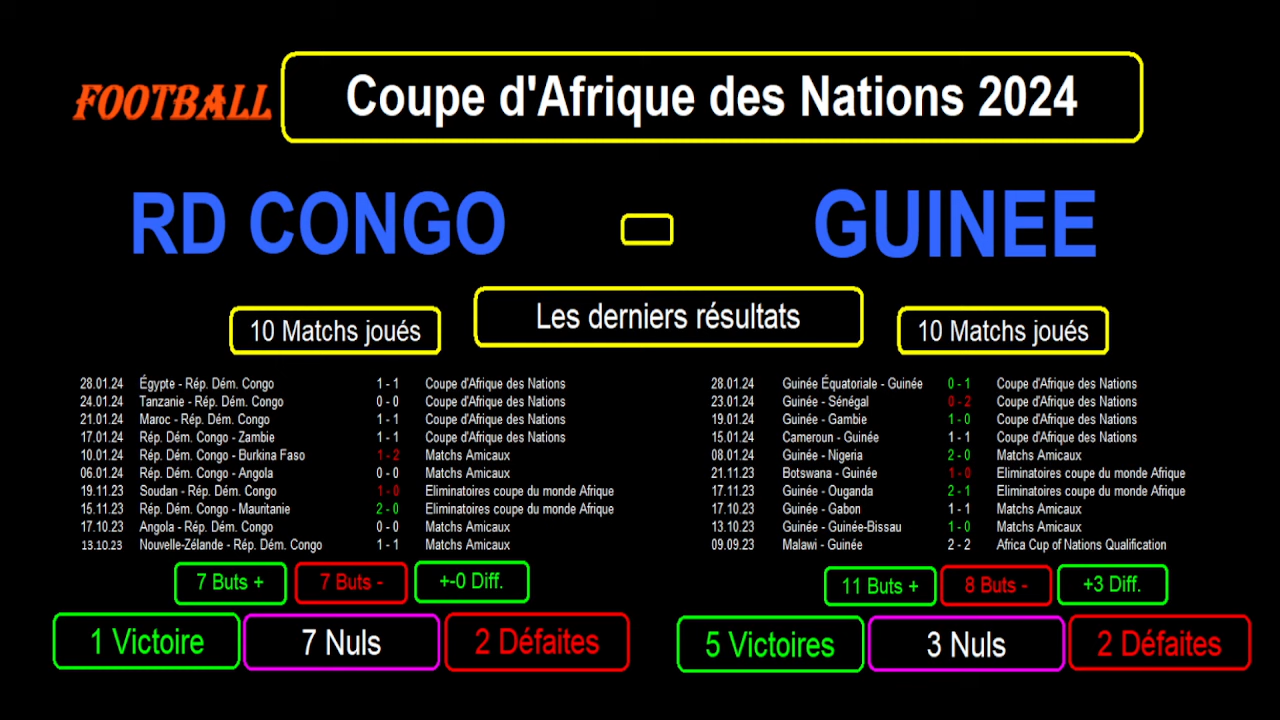 FOOTBALL
Coupe d'Afrique des Nations 2024
RD CONGO - GUINEE
Les derniers résultats
10 Matchs joués
28.01.24 Égypte - Rép. Dém. Congo 1 - 1 Coupe d'Afrique des Nations
24.01.24 Tanzanie - Rép. Dém. Congo 0 - 0 Coupe d'Afrique des Nations
21.01.24 Maroc - Rép. Dém. Congo 1 - 1 Coupe d'Afrique des Nations
17.01.24 Rép. Dém. Congo - Zambie 1 - 1 Coupe d'Afrique des Nations
10.01.24 Rép. Dém. Congo - Burkina Faso 1 - 2 Matchs Amicaux
06.01.24 Rép. Dém. Congo - Angola 0 - 0 Matchs Amicaux
19.11.23 Soudan - Rép. Dém. Congo 1 - 0 Eliminatoires coupe du monde Afrique
15.11.23 Rép. Dém. Congo - Mauritanie 2 - 0 Eliminatoires coupe du monde Afrique
17.10.23 Angola - Rép. Dém. Congo 0 - 0 Matchs Amicaux
13.10.23 Nouvelle-Zélande - Rép. Dém. Congo 1 - 1 Matchs Amicaux
7 Buts + 7 Buts - +-0 Diff.
1 Victoire 7 Nuls 2 Défaites
10 Matchs joués
28.01.24 Guinée Équatoriale - Guinée 0 - 1 Coupe d'Afrique des Nations
23.01.24 Guinée - Sénégal 0 - 2 Coupe d'Afrique des Nations
19.01.24 Guinée - Gambie 1 - 0 Coupe d'Afrique des Nations
15.01.24 Cameroun - Guinée 1 - 1 Coupe d'Afrique des Nations
08.01.24 Guinée - Nigeria 2 - 0 Matchs Amicaux
21.11.23 Botswana - Guinée 1 - 0 Eliminatoires coupe du monde Afrique
17.11.23 Guinée - Ouganda 2 - 1 Eliminatoires coupe du monde Afrique
17.10.23 Guinée - Gabon 1 - 1 Matchs Amicaux
13.10.23 Guinée - Guinée-Bissau 1 - 0 Matchs Amicaux
09.09.23 Malawi - Guinée 2 - 2 Africa Cup of Nations Qualification
11 Buts + 8 Buts - +3 Diff.
5 Victoires 3 Nuls 2 Défaites